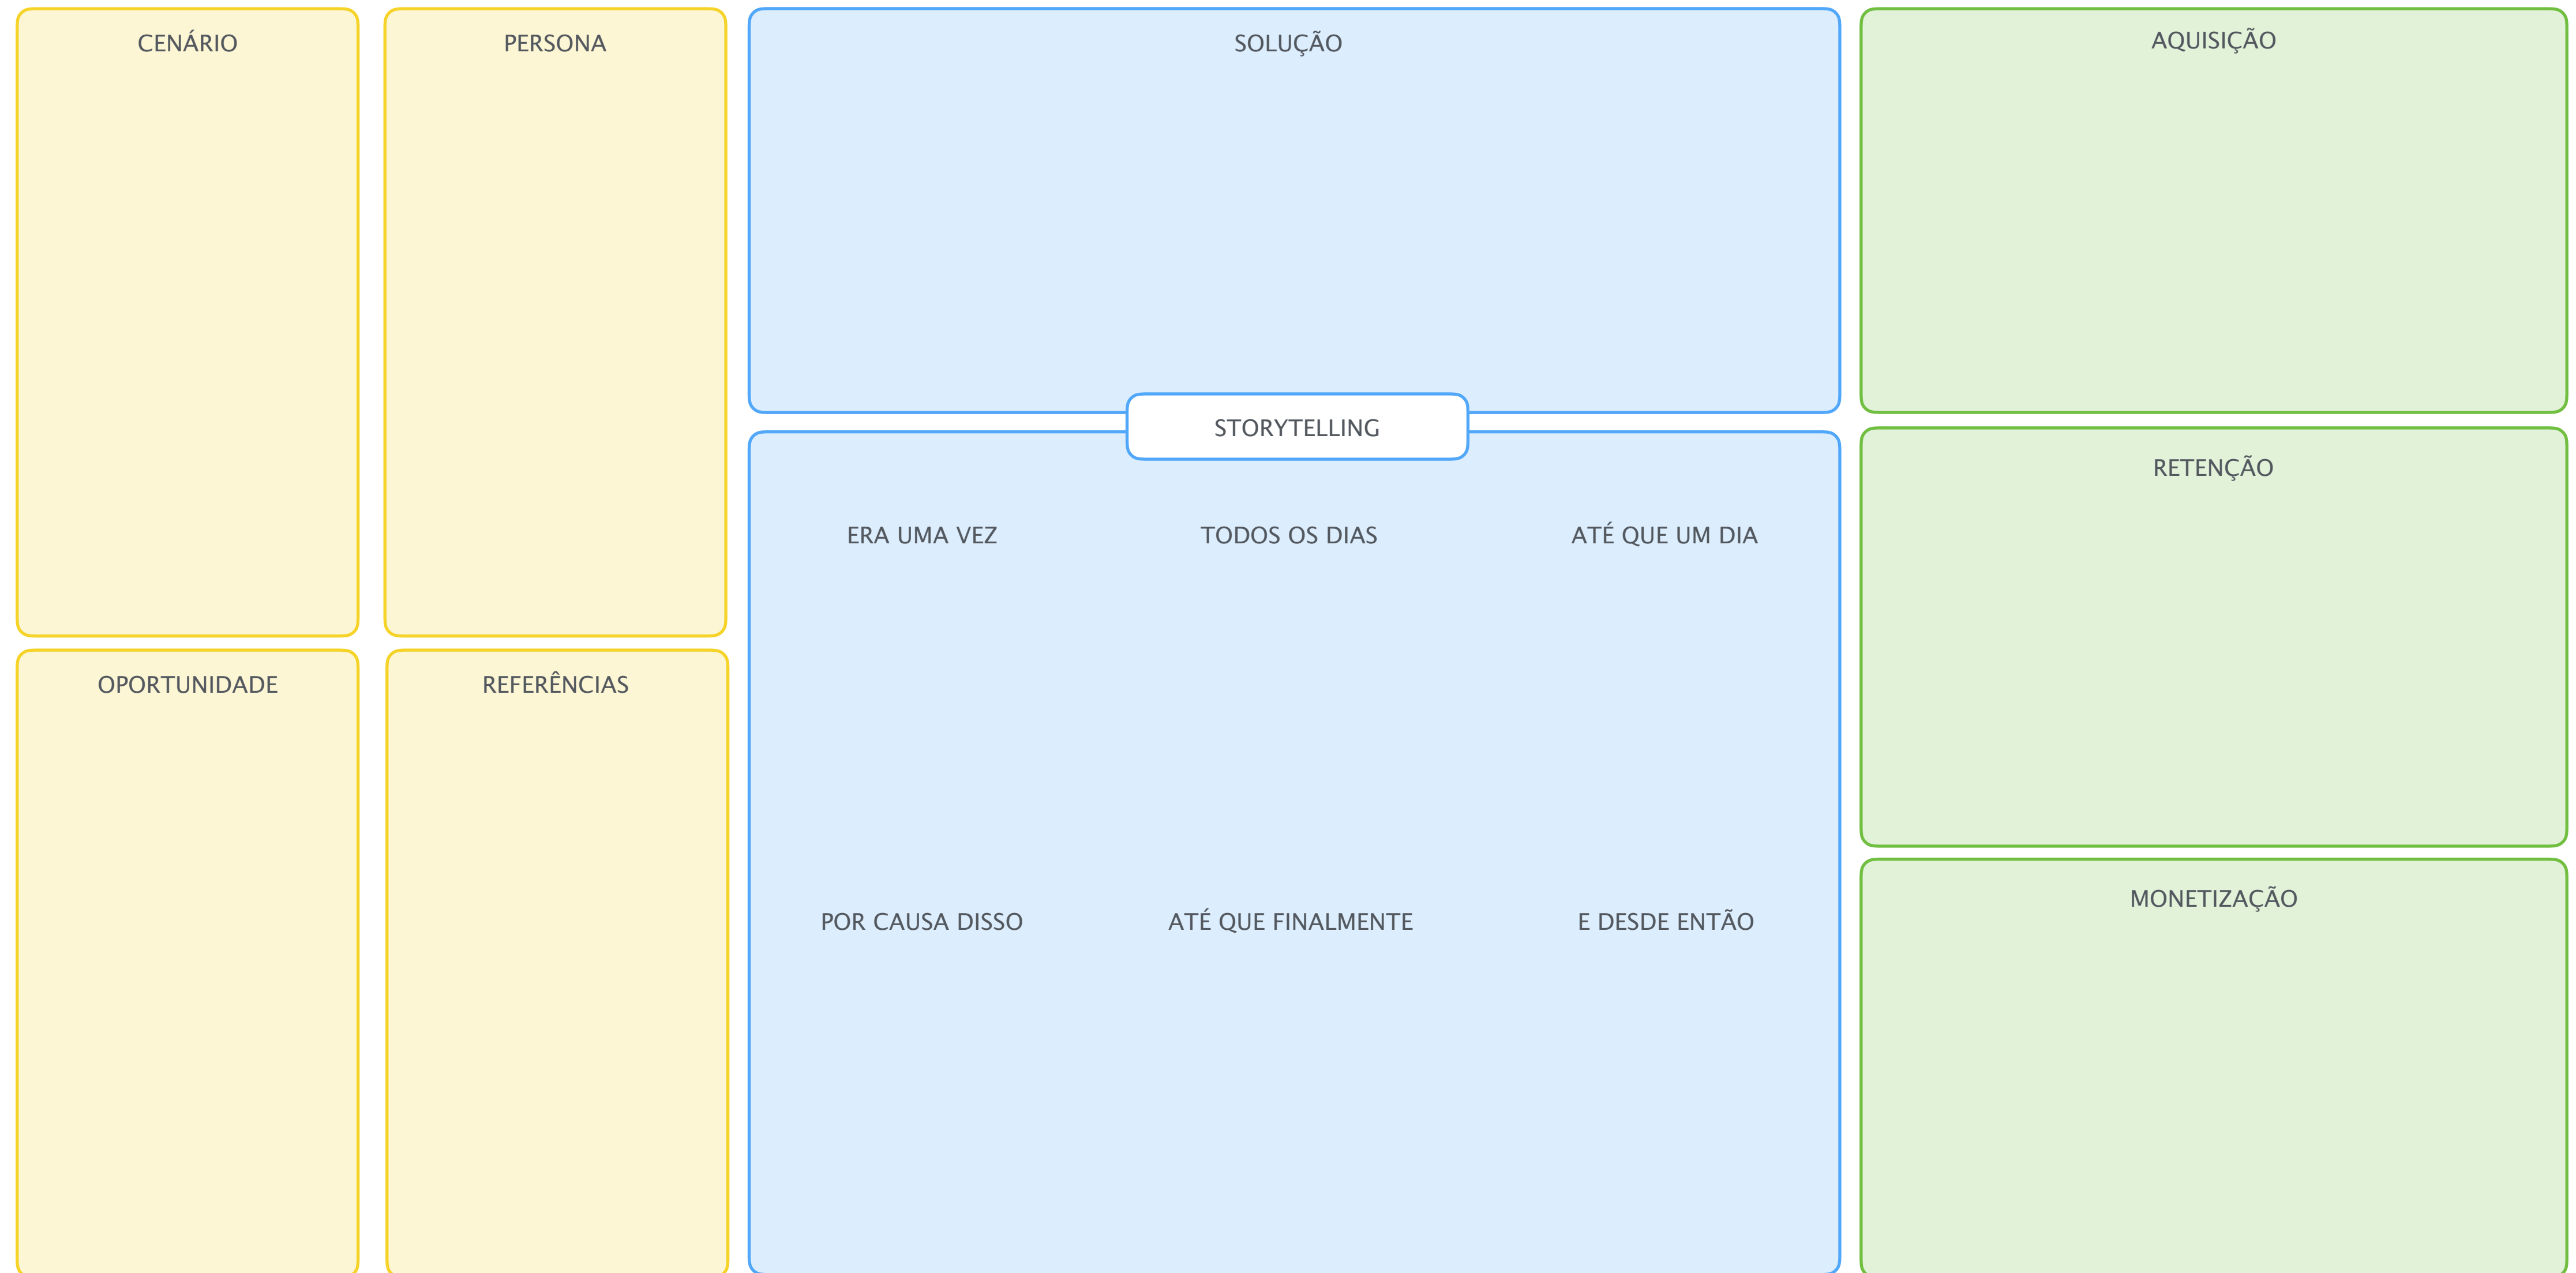 CENÁRIO
PERSONA
SOLUÇÃO
AQUISIÇÃO
STORYTELLING
RETENÇÃO
ERA UMA VEZ
TODOS OS DIAS
ATÉ QUE UM DIA
OPORTUNIDADE
REFERÊNCIAS
POR CAUSA DISSO
ATÉ QUE FINALMENTE
E DESDE ENTÃO
MONETIZAÇÃO